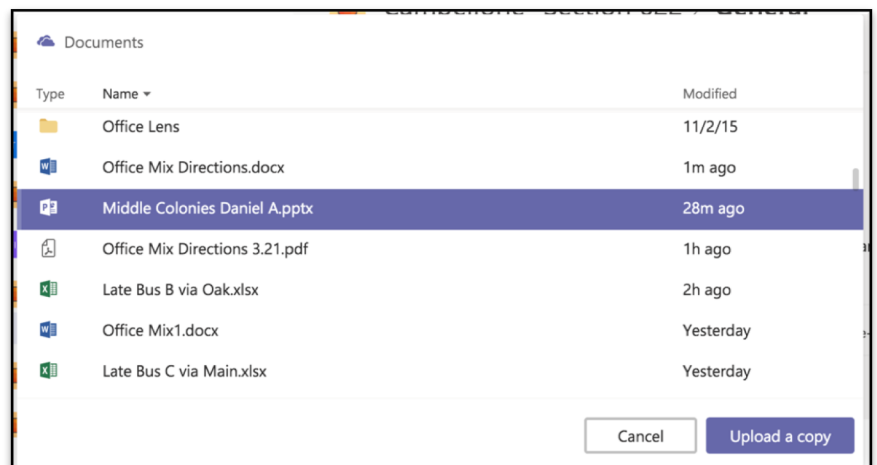 Documents
Type Name Modified
Office Lens 11/2/15
Office Mix Directions.docx 1m ago
Middle Colonies Daniel A.pptx 28m ago
Office Mix Directions 3.21.pdf 1h ago
Late Bus B via Oak.xlsx 2h ago
Office Mix1.docx Yesterday
Late Bus C via Main.xlsx Yesterday
Cancel Upload a copy